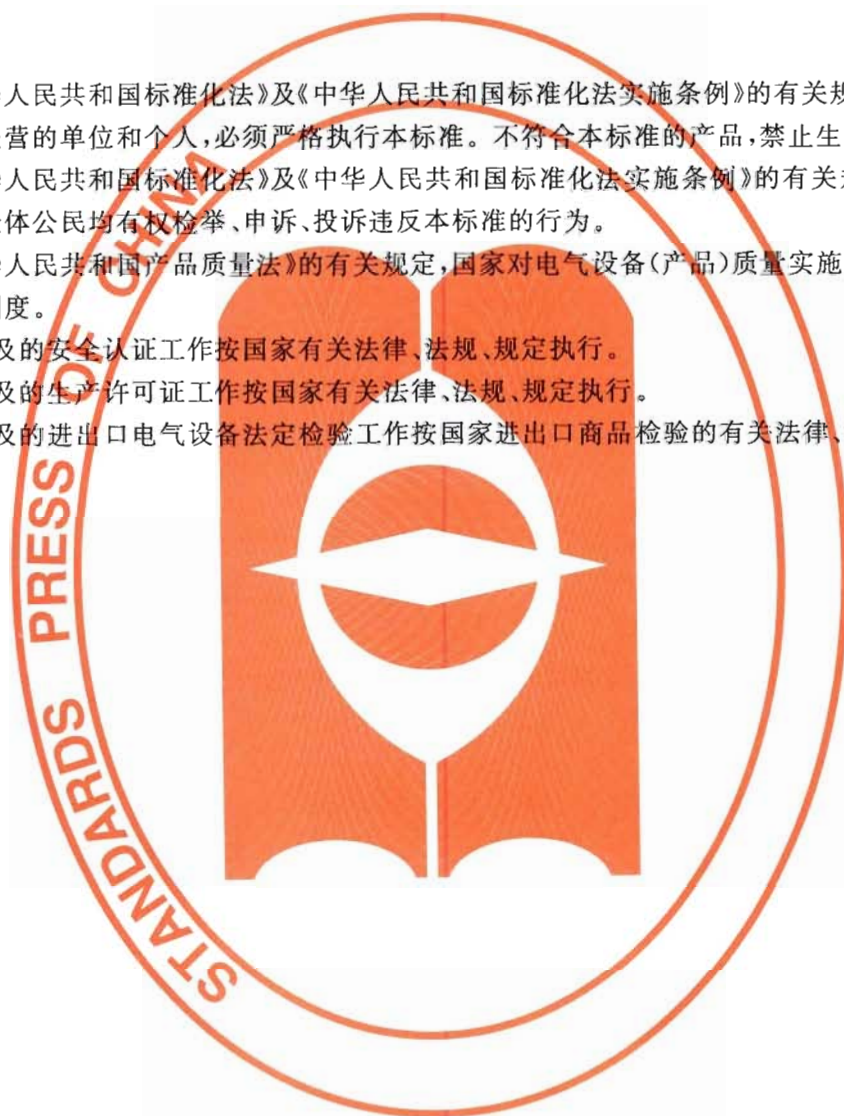 人民共和国标准化法》及《中华人民共和国标准化法实施条例》的有关规
营的单位和个人,必须严格执行本标准。不符合本标准的产品,禁止生
人民共和国标准化法》及《中华人民共和国标准化法实施条例》的有关
体公民均有权检举、申诉、投诉违反本标准的行为。
人民共和国产品质量法》的有关规定,国家对电气设备(产品)质量实施
度。
及的安全认证工作按国家有关法律、法规、规定执行。
及的生产许可证工作按国家有关法律、法规、规定执行。
及的进出口电气设备法定检验工作按国家进出口商品检验的有关法律、
STANDARDS PRESS OF CHINA